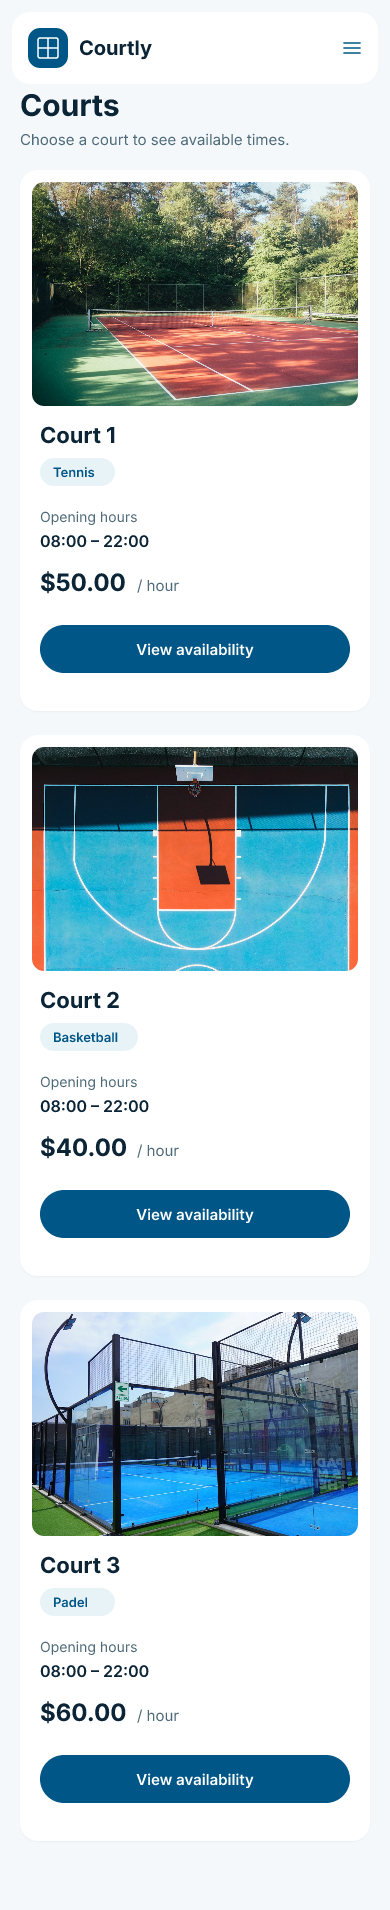 Courtly
Courts
Choose a court to see available times.
Court 1
Tennis
Opening hours
08:00 – 22:00
$50.00 / hour
View availability
Court 2
Basketball
Opening hours
08:00 – 22:00
$40.00 / hour
View availability
Court 3
Padel
Opening hours
08:00 – 22:00
$60.00 / hour
View availability